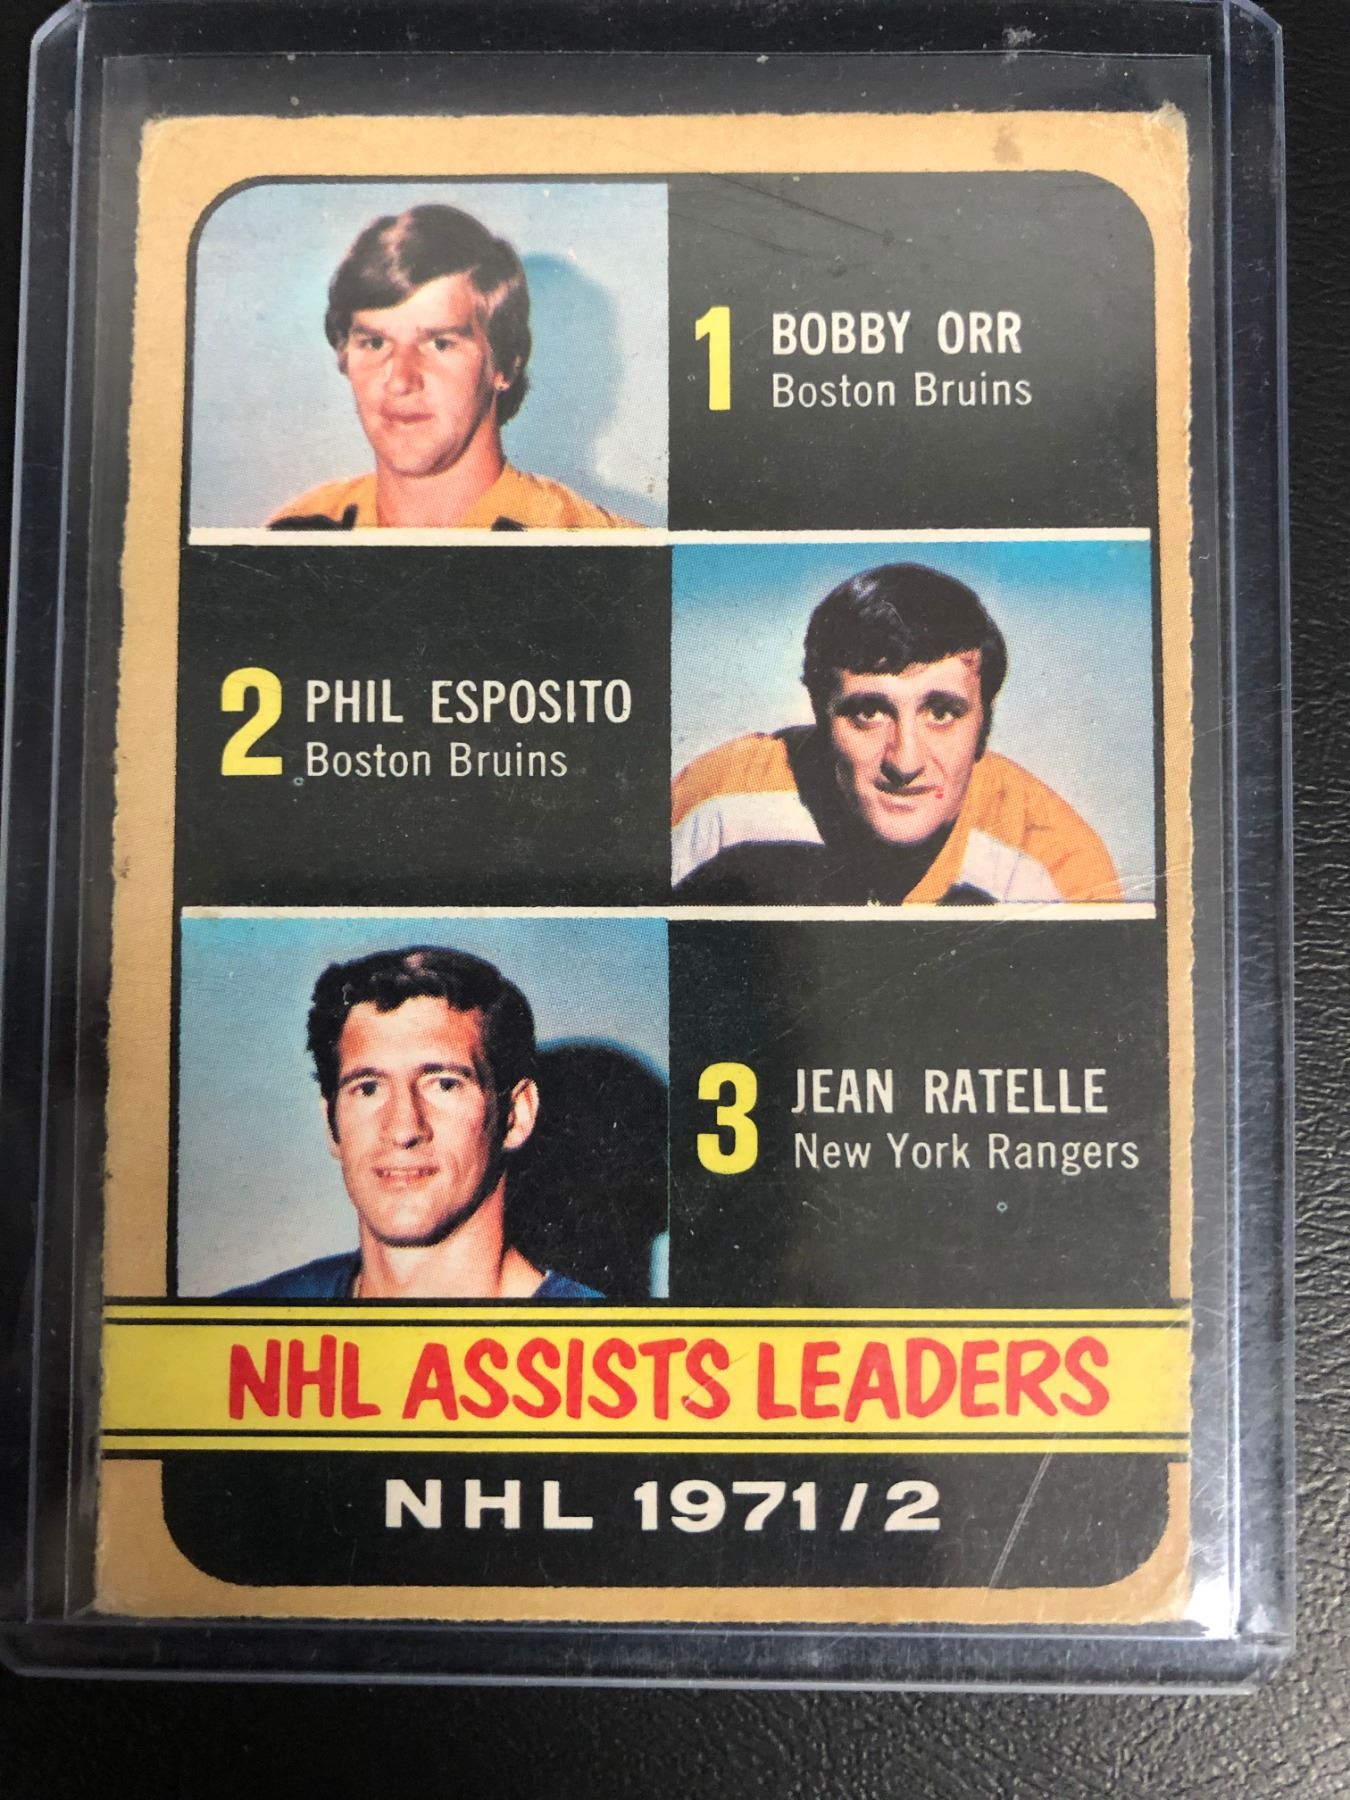 1 BOBBY ORR
Boston Bruins
2 PHIL ESPOSITO
Boston Bruins
3 JEAN RATELLE
New York Rangers
NHL ASSISTS LEADERS
NHL 1971/2